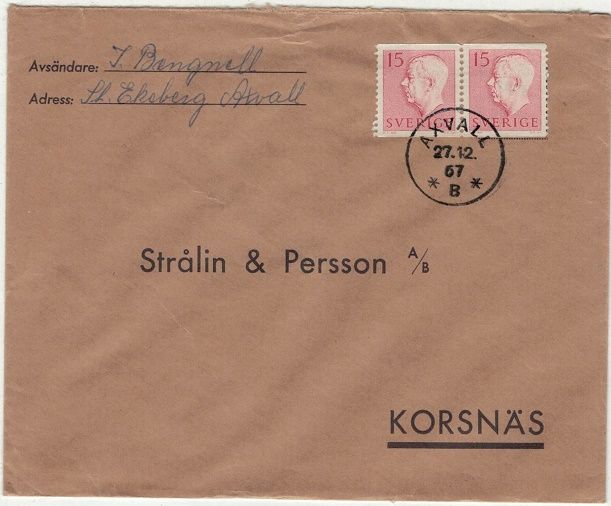 Avsändare: I. Bengnell
Adress: St. Ekeberg Axvall
15 15
SVERIGE SVERIGE
AXVALL
27.12.
67
* B *
Strålin & Persson A/B
KORSNÄS